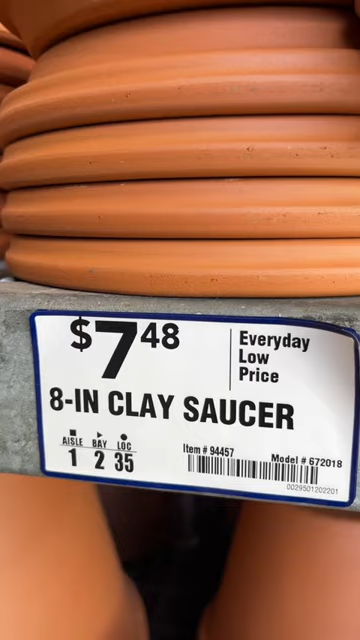 $7 48
Everyday
Low
Price
8-IN CLAY SAUCER
AISLE BAY LOC
1 2 35
Item # 94457
Model # 672018
0029501202201